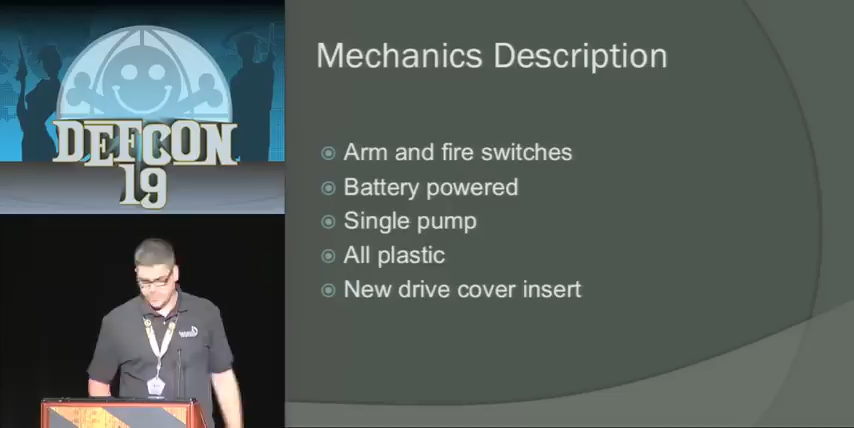 DEFCON
19
Mechanics Description
Arm and fire switches
Battery powered
Single pump
All plastic
New drive cover insert